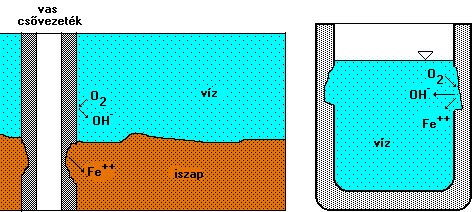 vas
csővezeték
O2
OH-
víz
Fe++
iszap
O2
OH-
Fe++
víz